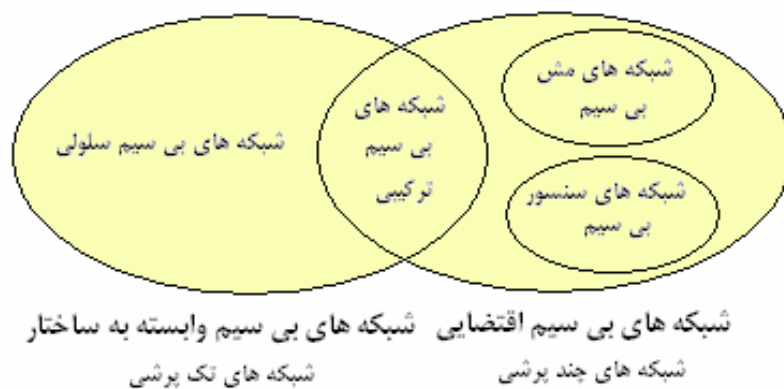 شبکه های مش
بی سیم
شبکه های
بی سیم
ترکیبی
شبکه های بی سیم سلولی
شبکه های سنسور
بی سیم
شبکه های بی سیم اقتضایی
شبکه های چند پرشی
شبکه های بی سیم وابسته به ساختار
شبکه های تک پرشی